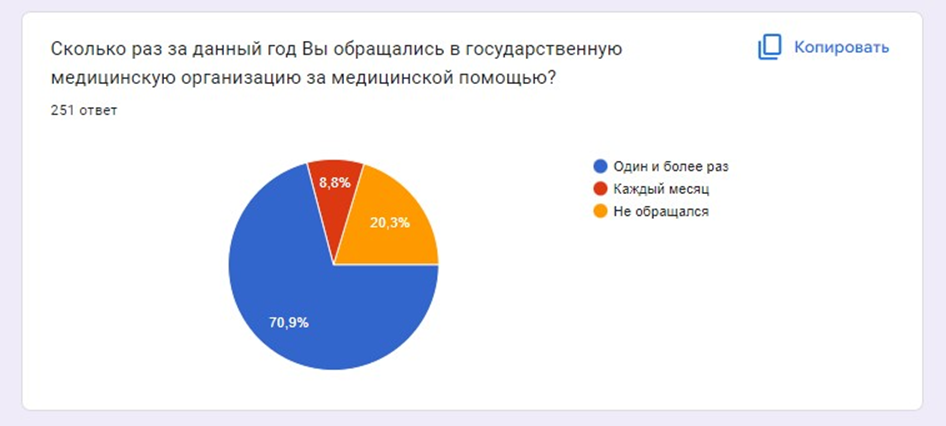 Сколько раз за данный год Вы обращались в государственную
медицинскую организацию за медицинской помощью?
Копировать
251 ответ
8,8%
20,3%
70,9%
Один и более раз
Каждый месяц
Не обращался